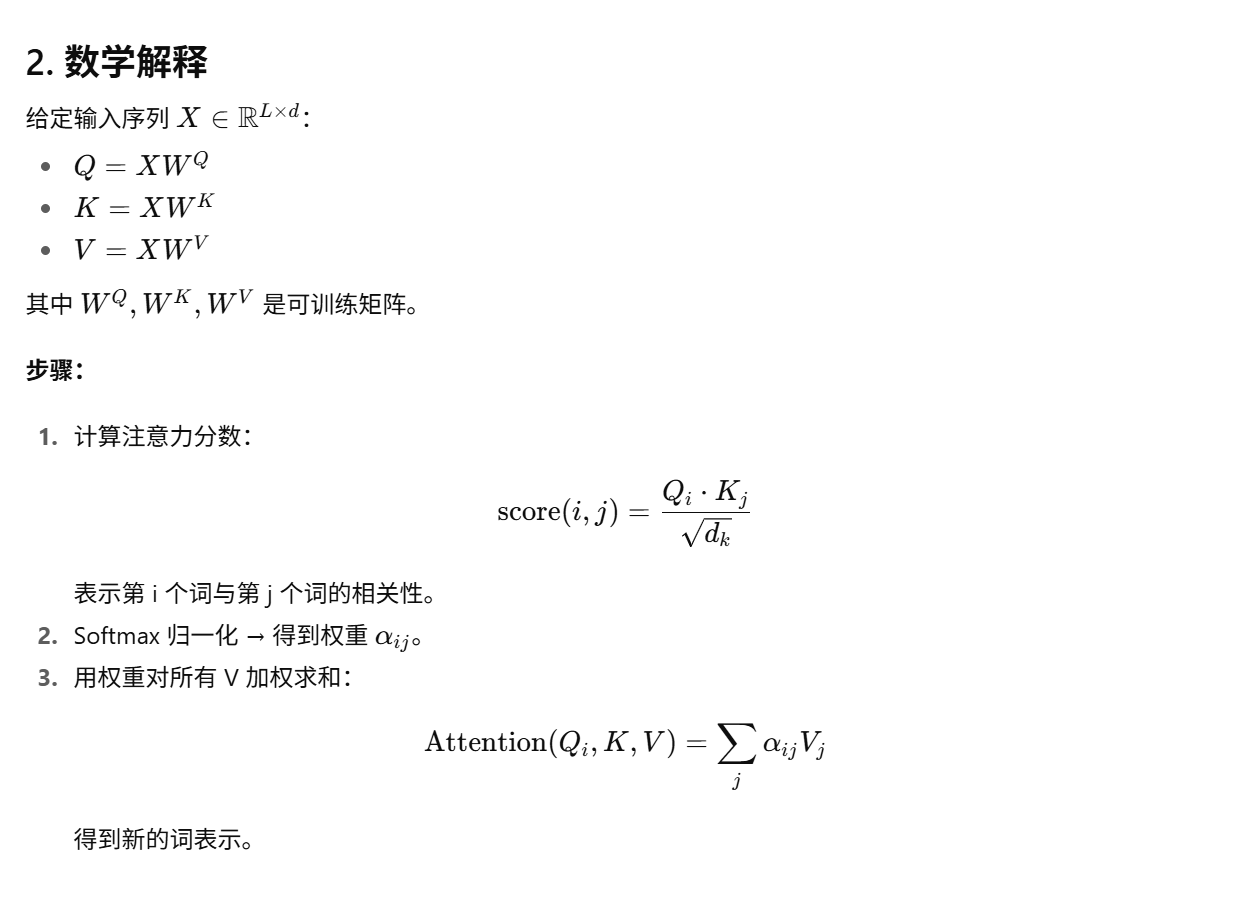 2. 数学解释
给定输入序列 $X \in \mathbb{R}^{L \times d}$：
• $Q = XW^Q$
• $K = XW^K$
• $V = XW^V$
其中 $W^Q, W^K, W^V$ 是可训练矩阵。
步骤：
1. 计算注意力分数：
$\text{score}(i, j) = \frac{Q_i \cdot K_j}{\sqrt{d_k}}$
表示第 i 个词与第 j 个词的相关性。
2. Softmax 归一化 → 得到权重 $\alpha_{ij}$。
3. 用权重对所有 V 加权求和：
$\text{Attention}(Q_i, K, V) = \sum_j \alpha_{ij} V_j$
得到新的词表示。